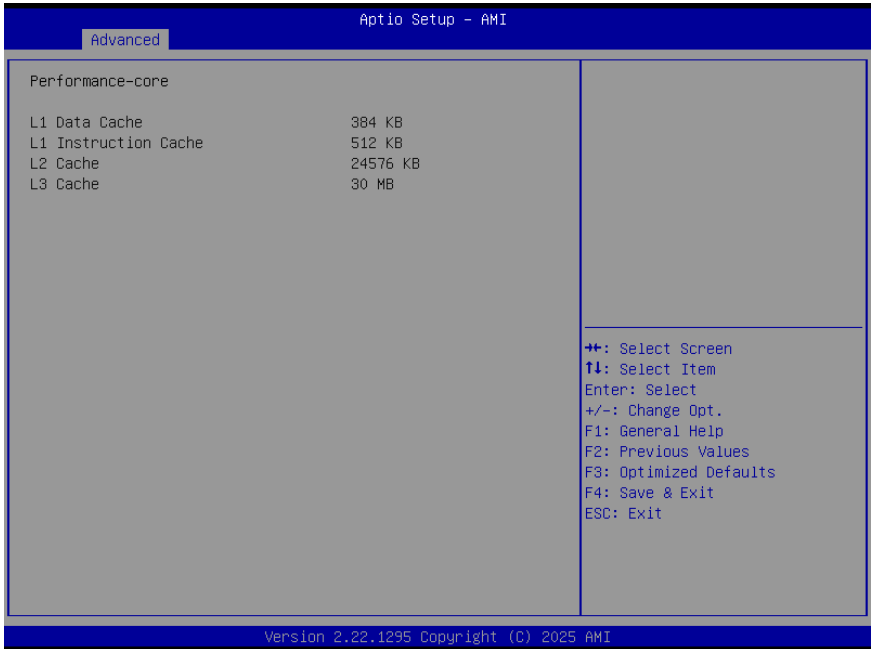 Aptio Setup – AMI
Advanced
Performance-core
L1 Data Cache 384 KB
L1 Instruction Cache 512 KB
L2 Cache 24576 KB
L3 Cache 30 MB
→←: Select Screen
↑↓: Select Item
Enter: Select
+/-: Change Opt.
F1: General Help
F2: Previous Values
F3: Optimized Defaults
F4: Save & Exit
ESC: Exit
Version 2.22.1295 Copyright (C) 2025 AMI